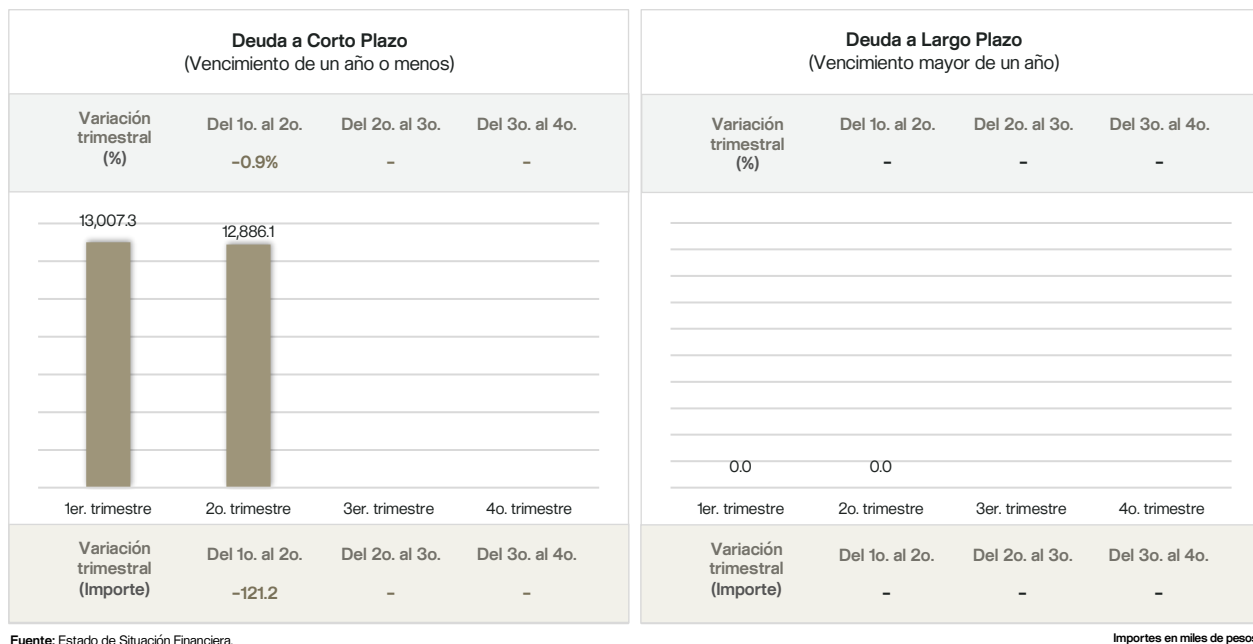 Deuda a Corto Plazo
(Vencimiento de un año o menos)
Variación
trimestral
(%)
Del 1o. al 2o.
Del 2o. al 3o.
Del 3o. al 4o.
-0.9%
-
-
13,007.3
12,886.1
1er. trimestre
2o. trimestre
3er. trimestre
4o. trimestre
Variación
trimestral
(Importe)
Del 1o. al 2o.
Del 2o. al 3o.
Del 3o. al 4o.
-121.2
-
-
Deuda a Largo Plazo
(Vencimiento mayor de un año)
Variación
trimestral
(%)
Del 1o. al 2o.
Del 2o. al 3o.
Del 3o. al 4o.
-
-
-
0.0
0.0
1er. trimestre
2o. trimestre
3er. trimestre
4o. trimestre
Variación
trimestral
(Importe)
Del 1o. al 2o.
Del 2o. al 3o.
Del 3o. al 4o.
-
-
-
Fuente: Estado de Situación Financiera.
Importes en miles de pesos